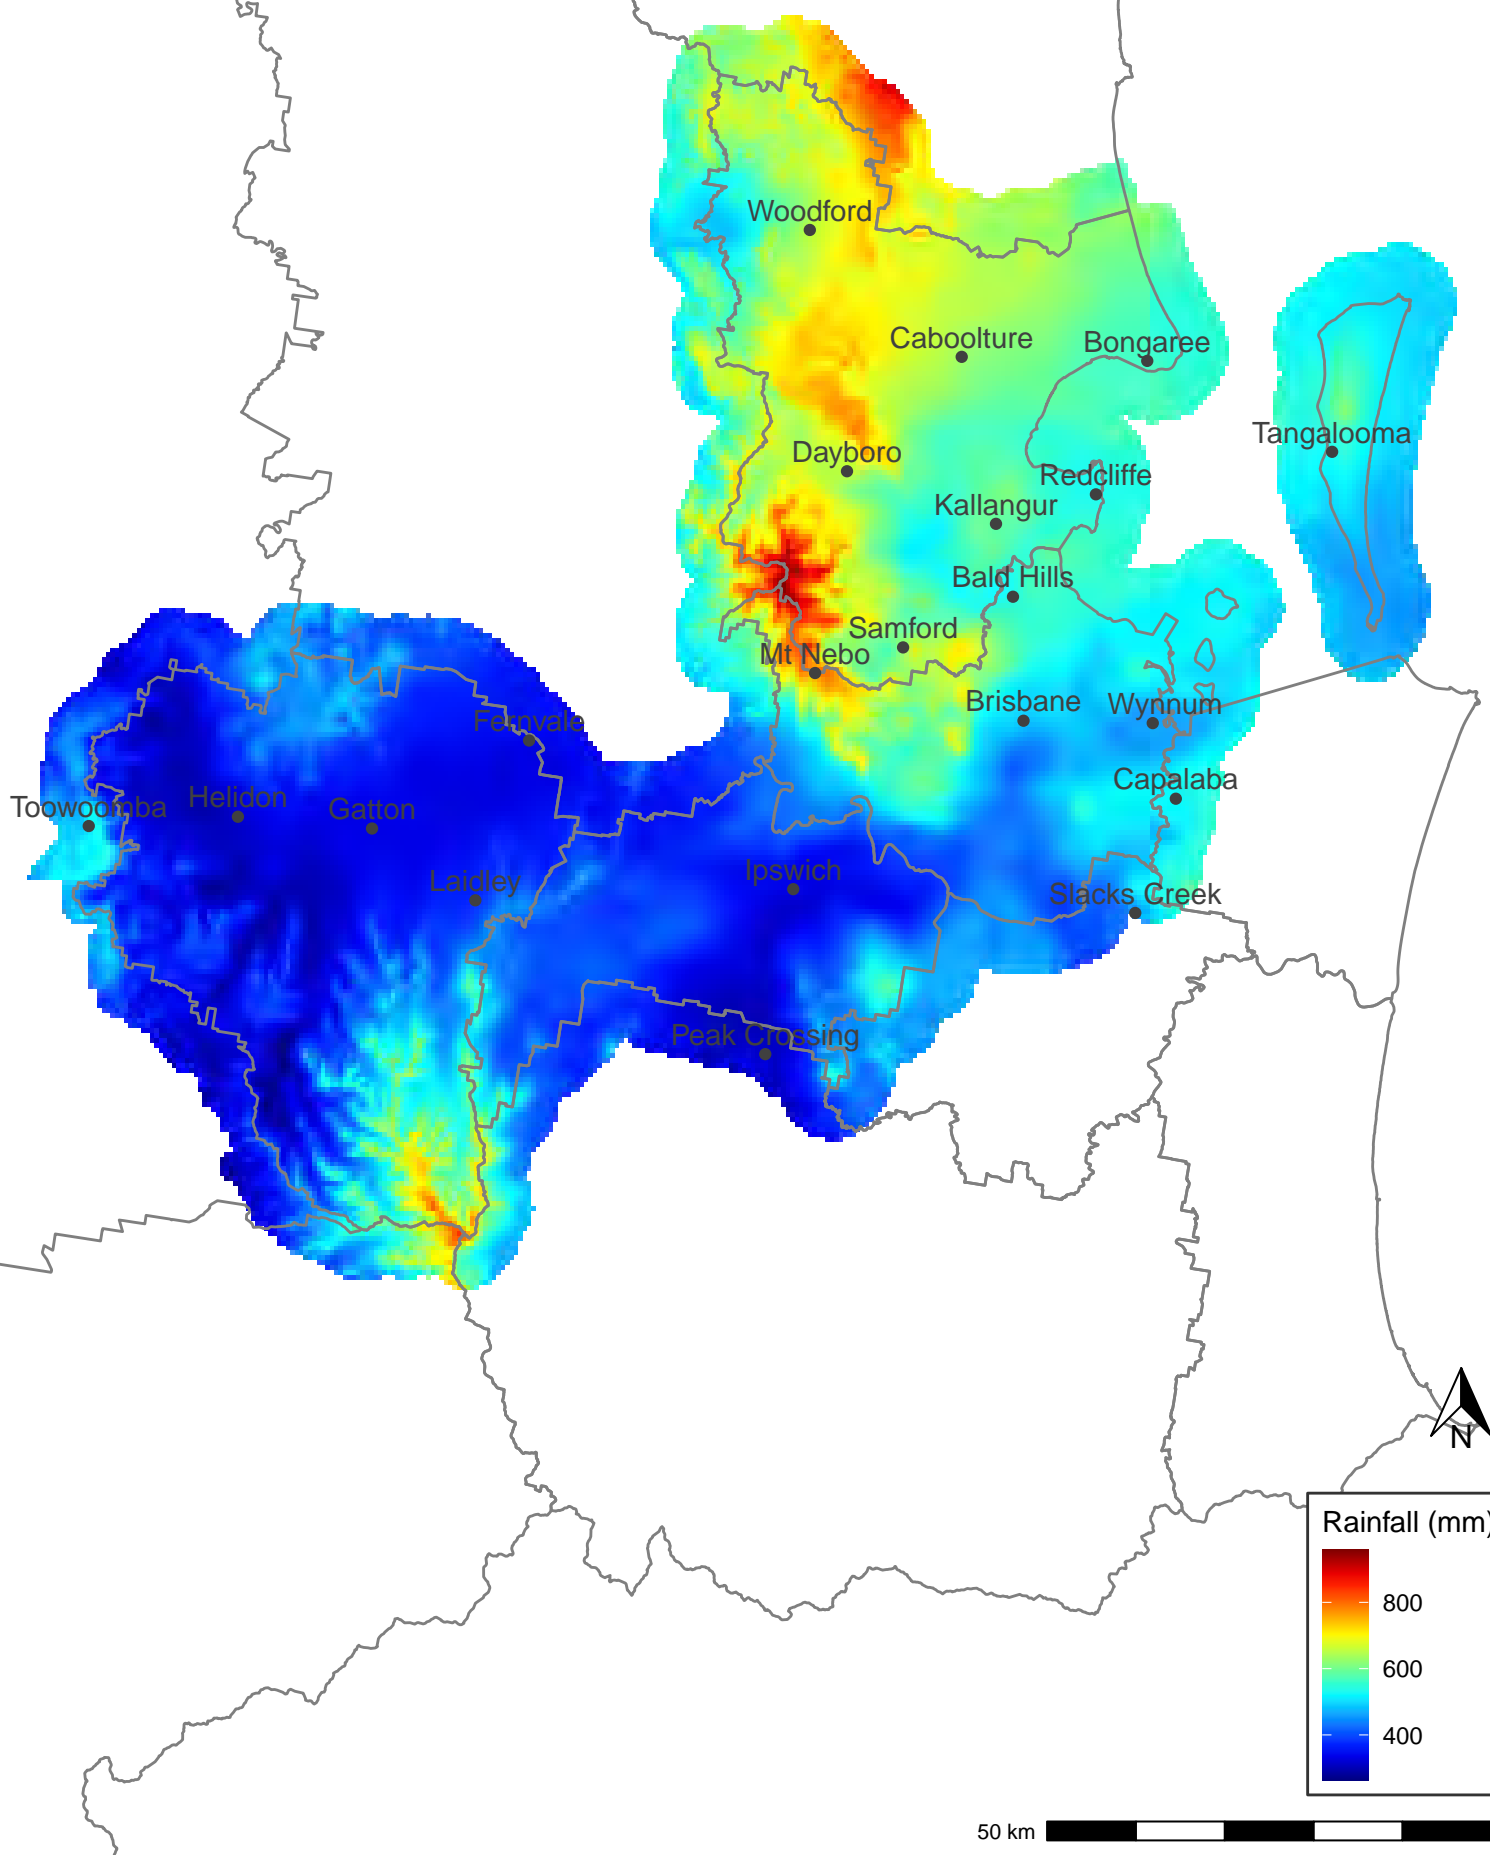 Woodford
Caboolture
Bongaree
Tangalooma
Dayboro
Redcliffe
Kallangur
Bald Hills
Samford
Mt Nebo
Brisbane
Wynnum
Fernvale
Capalaba
Toowoomba
Helidon
Gatton
Ipswich
Laidley
Slacks Creek
Peak Crossing
N
Rainfall (mm)
800
600
400
50 km